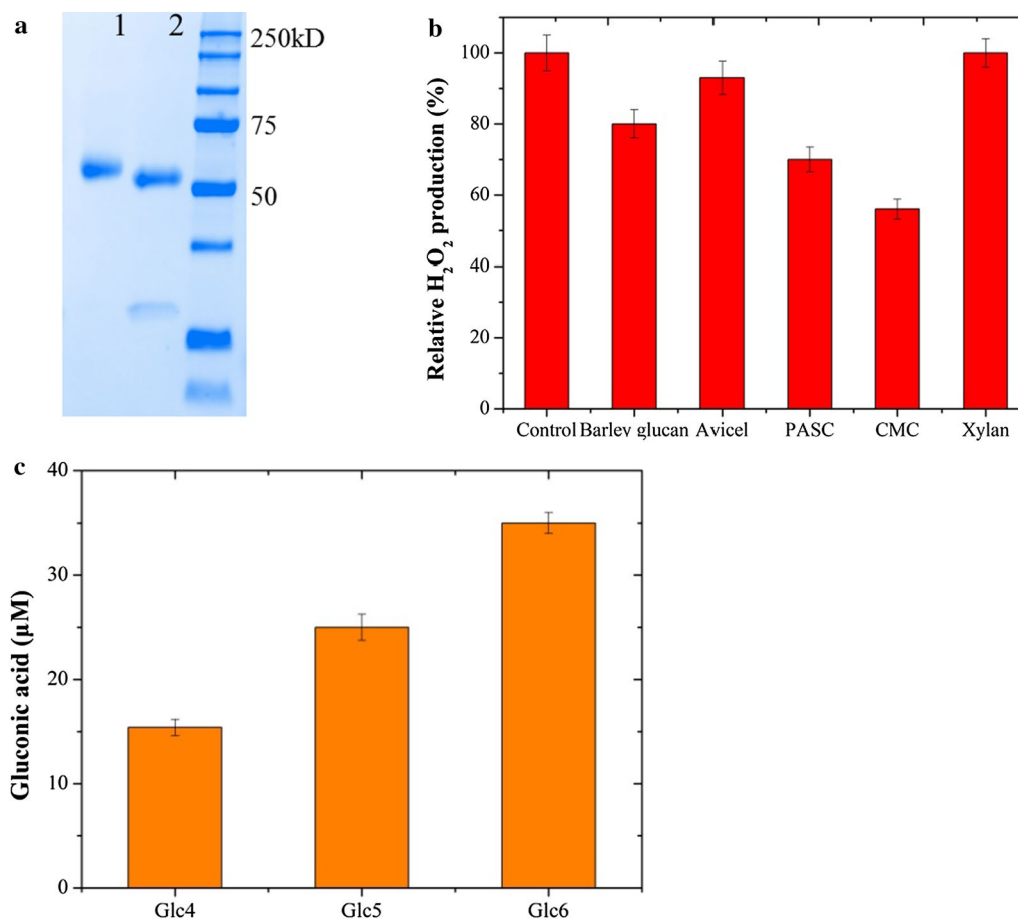 a
1 2
250kD
75
50
b
Relative H₂O₂ production (%)
100
80
60
40
20
0
Control Barley glucan Avicel PASC CMC Xylan
c
Gluconic acid (μM)
40
30
20
10
0
Glc4 Glc5 Glc6